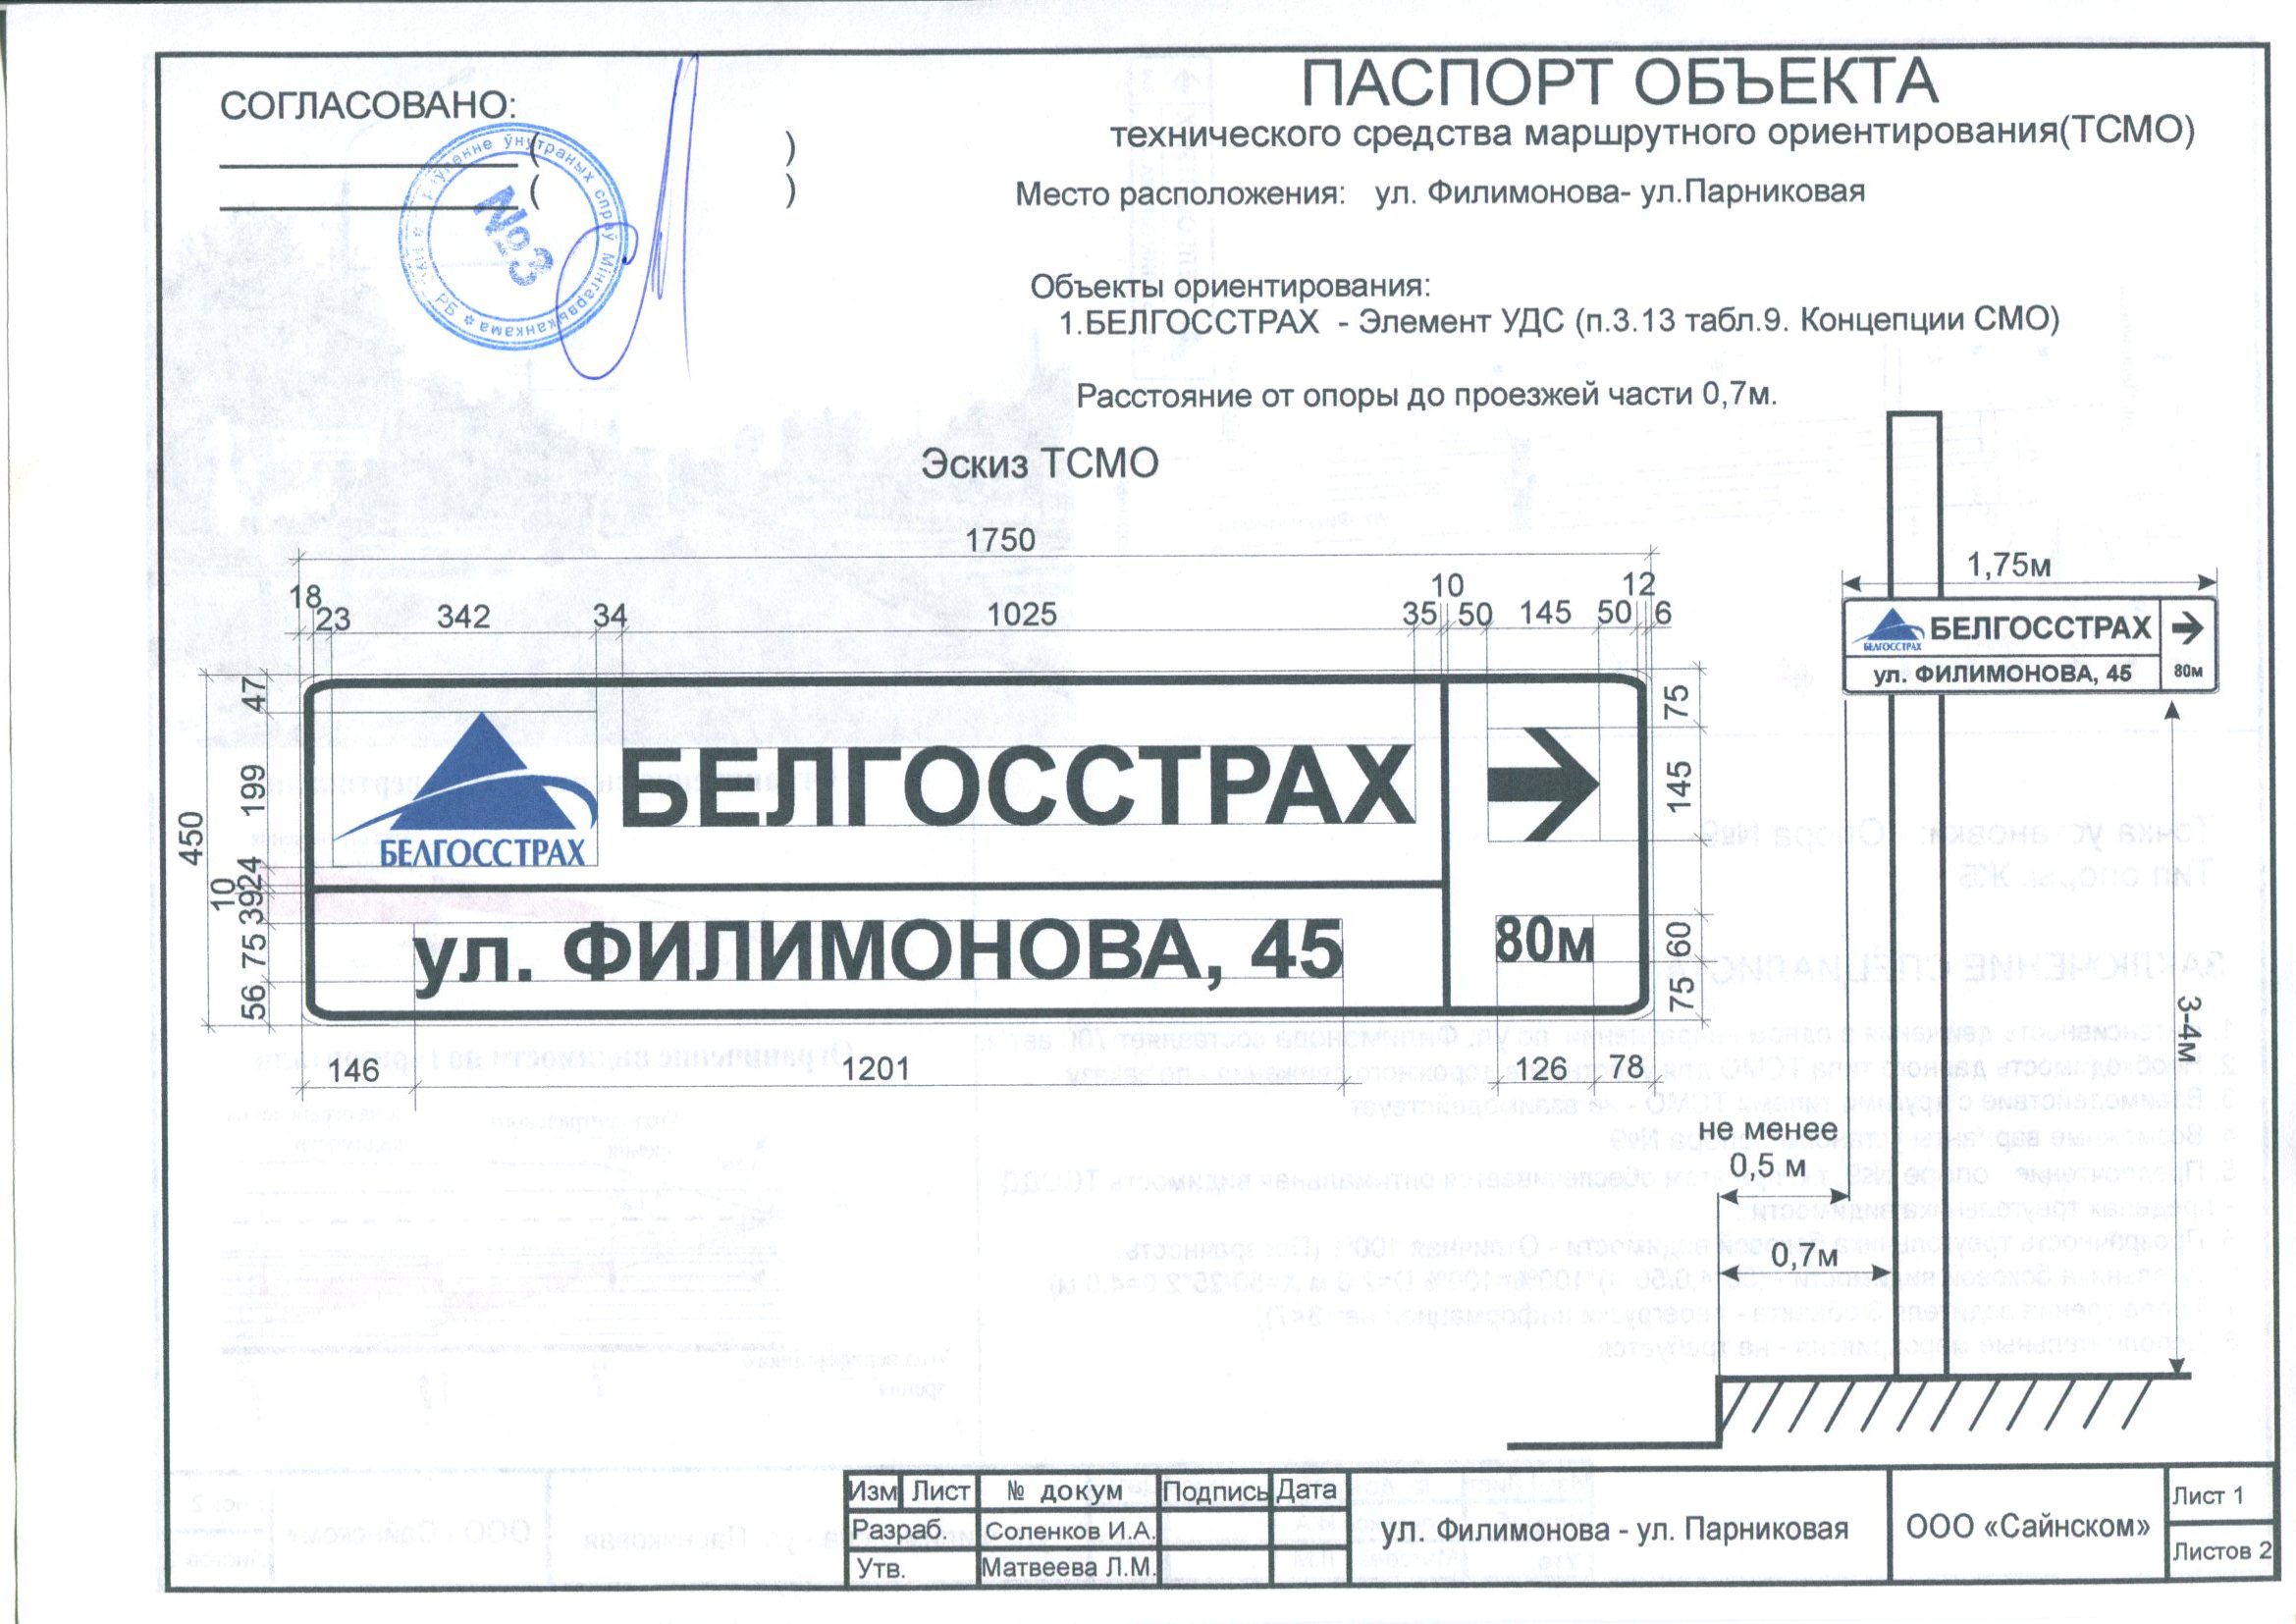 СОГЛАСОВАНО:
( )
( )
№3
ўнутраных спраў Мінгарвыканкама
РБ
ПАСПОРТ ОБЪЕКТА
технического средства маршрутного ориентирования(ТСМО)
Место расположения: ул. Филимонова- ул.Парниковая
Объекты ориентирования:
1.БЕЛГОССТРАХ - Элемент УДС (п.3.13 табл.9. Концепции СМО)
Расстояние от опоры до проезжей части 0,7м.
Эскиз ТСМО
1750
18 23 342 34 1025 35 10 50 145 50 12 6
450
47
199
24
10
39
75
56
БЕЛГОССТРАХ
БЕЛГОССТРАХ
ул. ФИЛИМОНОВА, 45
80м
75
145
60
75
146 1201 126 78
1,75м
БЕЛГОССТРАХ
БЕЛГОССТРАХ
ул. ФИЛИМОНОВА, 45
80м
3-4м
не менее
0,5 м
0,7м
Изм Лист № докум Подпись Дата
Разраб. Соленков И.А.
Утв. Матвеева Л.М.
ул. Филимонова - ул. Парниковая
ООО «Сайнском»
Лист 1
Листов 2